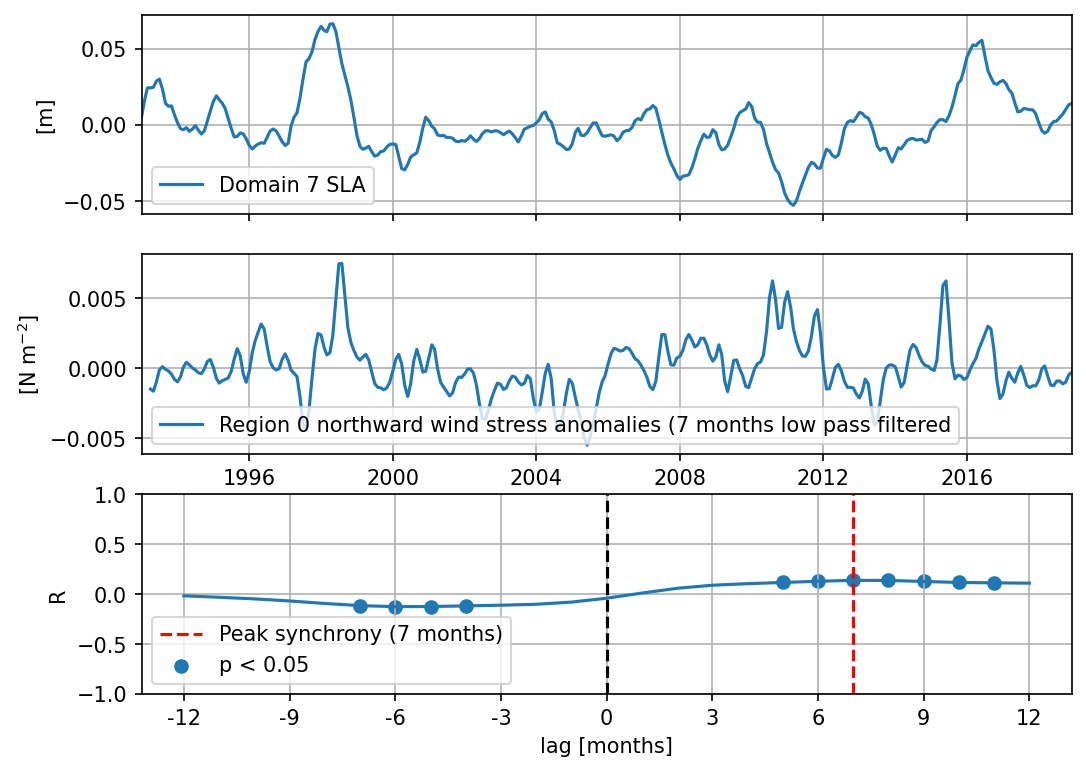 0.05
0.00
−0.05
[m]
Domain 7 SLA
0.005
0.000
−0.005
[N m⁻²]
Region 0 northward wind stress anomalies (7 months low pass filtered
1996 2000 2004 2008 2012 2016
1.0
0.5
0.0
−0.5
−1.0
R
Peak synchrony (7 months)
p < 0.05
-12 -9 -6 -3 0 3 6 9 12
lag [months]